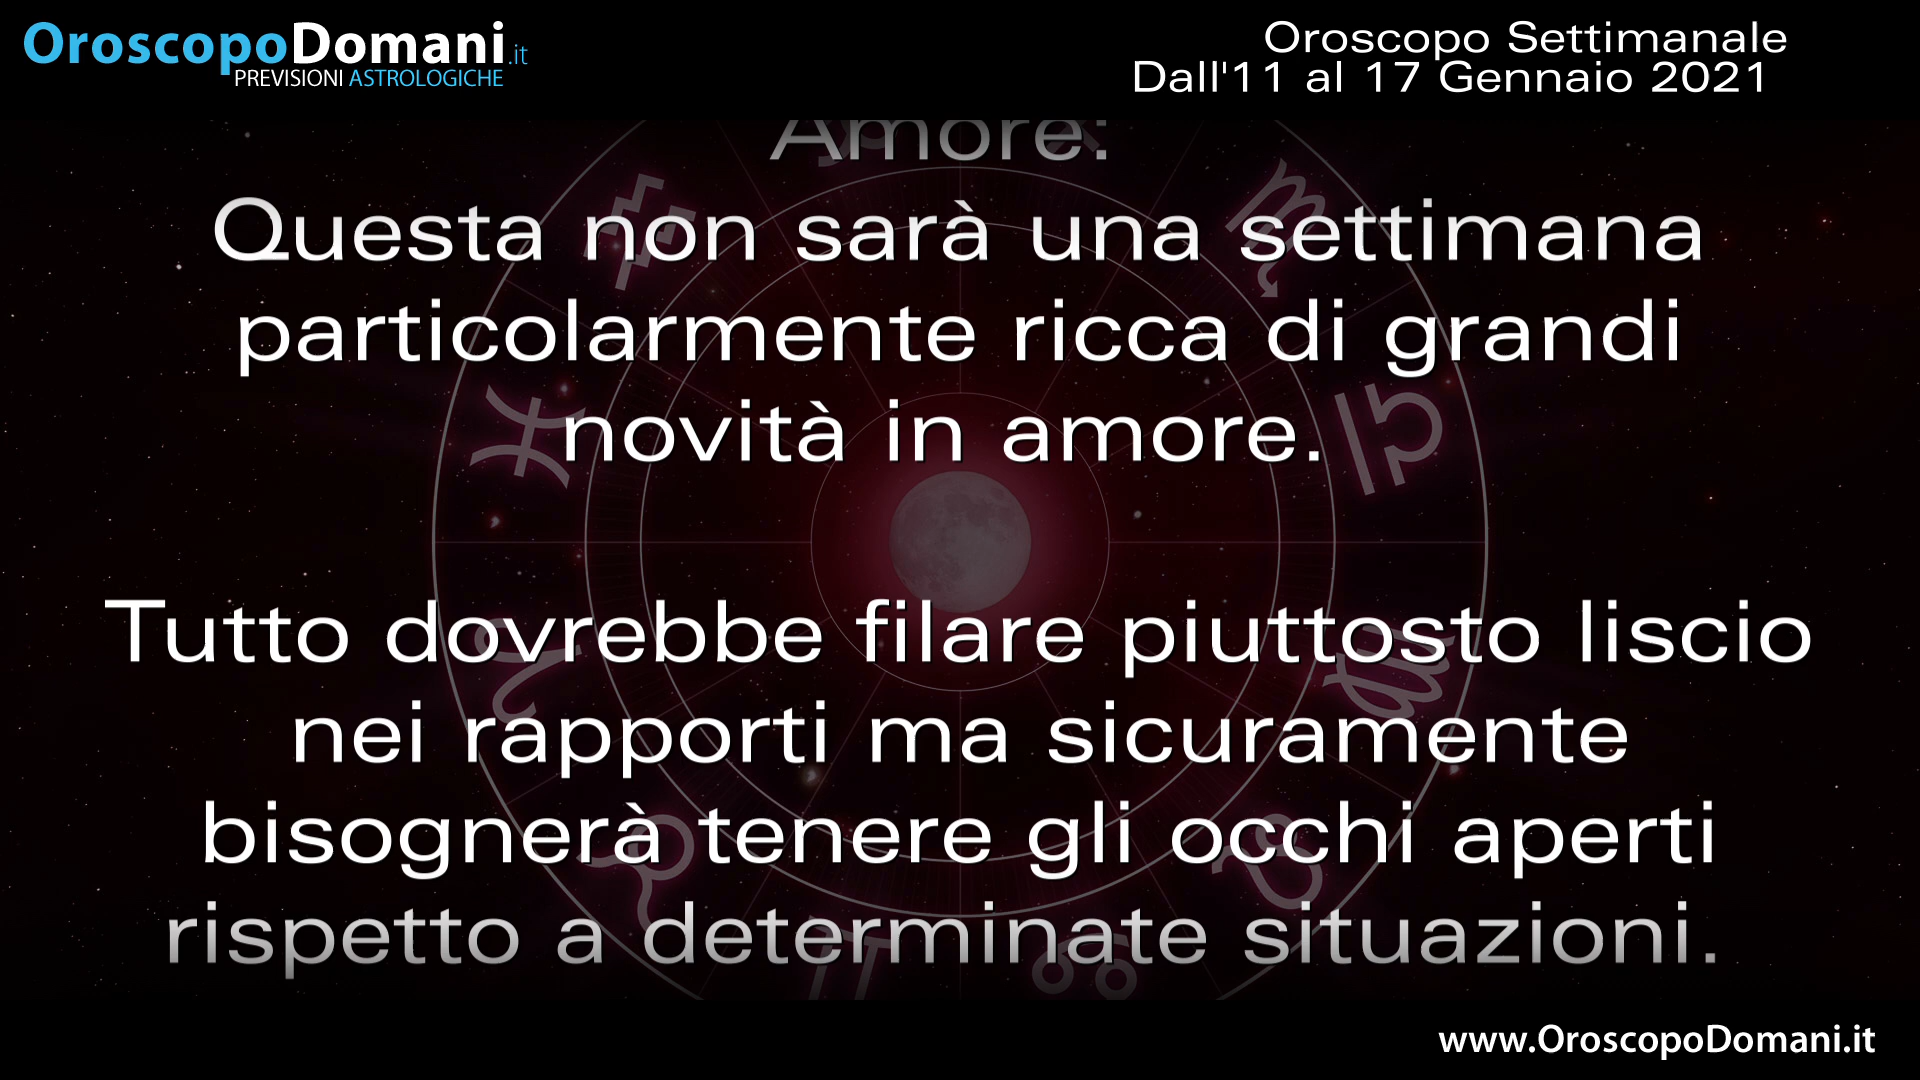 OroscopoDomani.it
PREVISIONI ASTROLOGICHE
Oroscopo Settimanale
Dall'11 al 17 Gennaio 2021
Amore:
Questa non sarà una settimana
particolarmente ricca di grandi
novità in amore.
Tutto dovrebbe filare piuttosto liscio
nei rapporti ma sicuramente
bisognerà tenere gli occhi aperti
rispetto a determinate situazioni.
www.OroscopoDomani.it